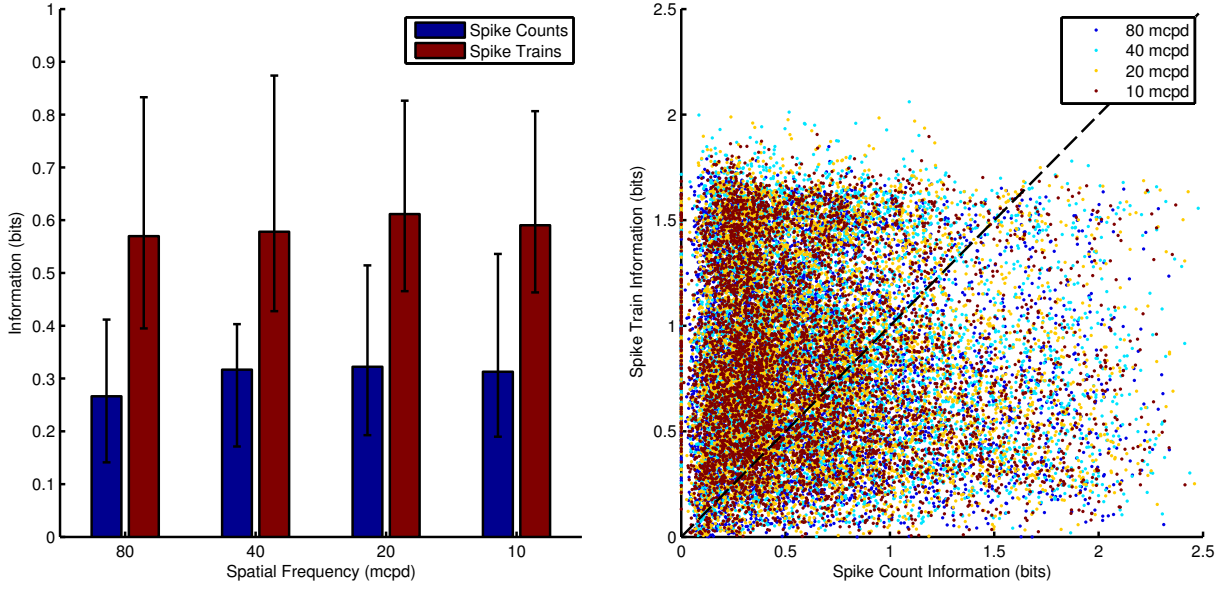 1
0.9
0.8
0.7
0.6
0.5
0.4
0.3
0.2
0.1
0
Information (bits)
Spike Counts
Spike Trains
80 40 20 10
Spatial Frequency (mcpd)
2.5
2
1.5
1
0.5
0
Spike Train Information (bits)
80 mcpd
40 mcpd
20 mcpd
10 mcpd
0 0.5 1 1.5 2 2.5
Spike Count Information (bits)